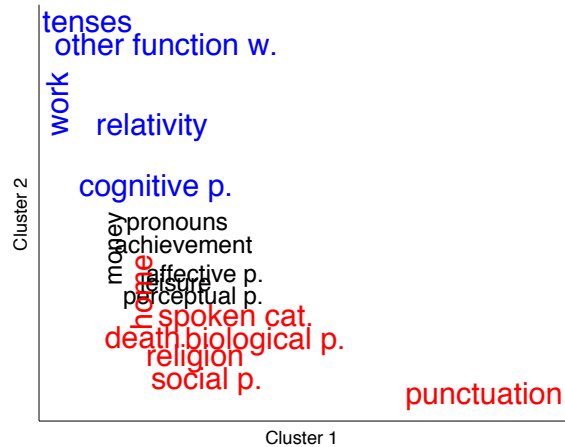 tenses
other function w.
work
relativity
cognitive p.
pronouns
money
achievement
affective p.
leisure
home
perceptual p.
spoken cat.
death
biological p.
religion
social p.
punctuation
Cluster 2
Cluster 1